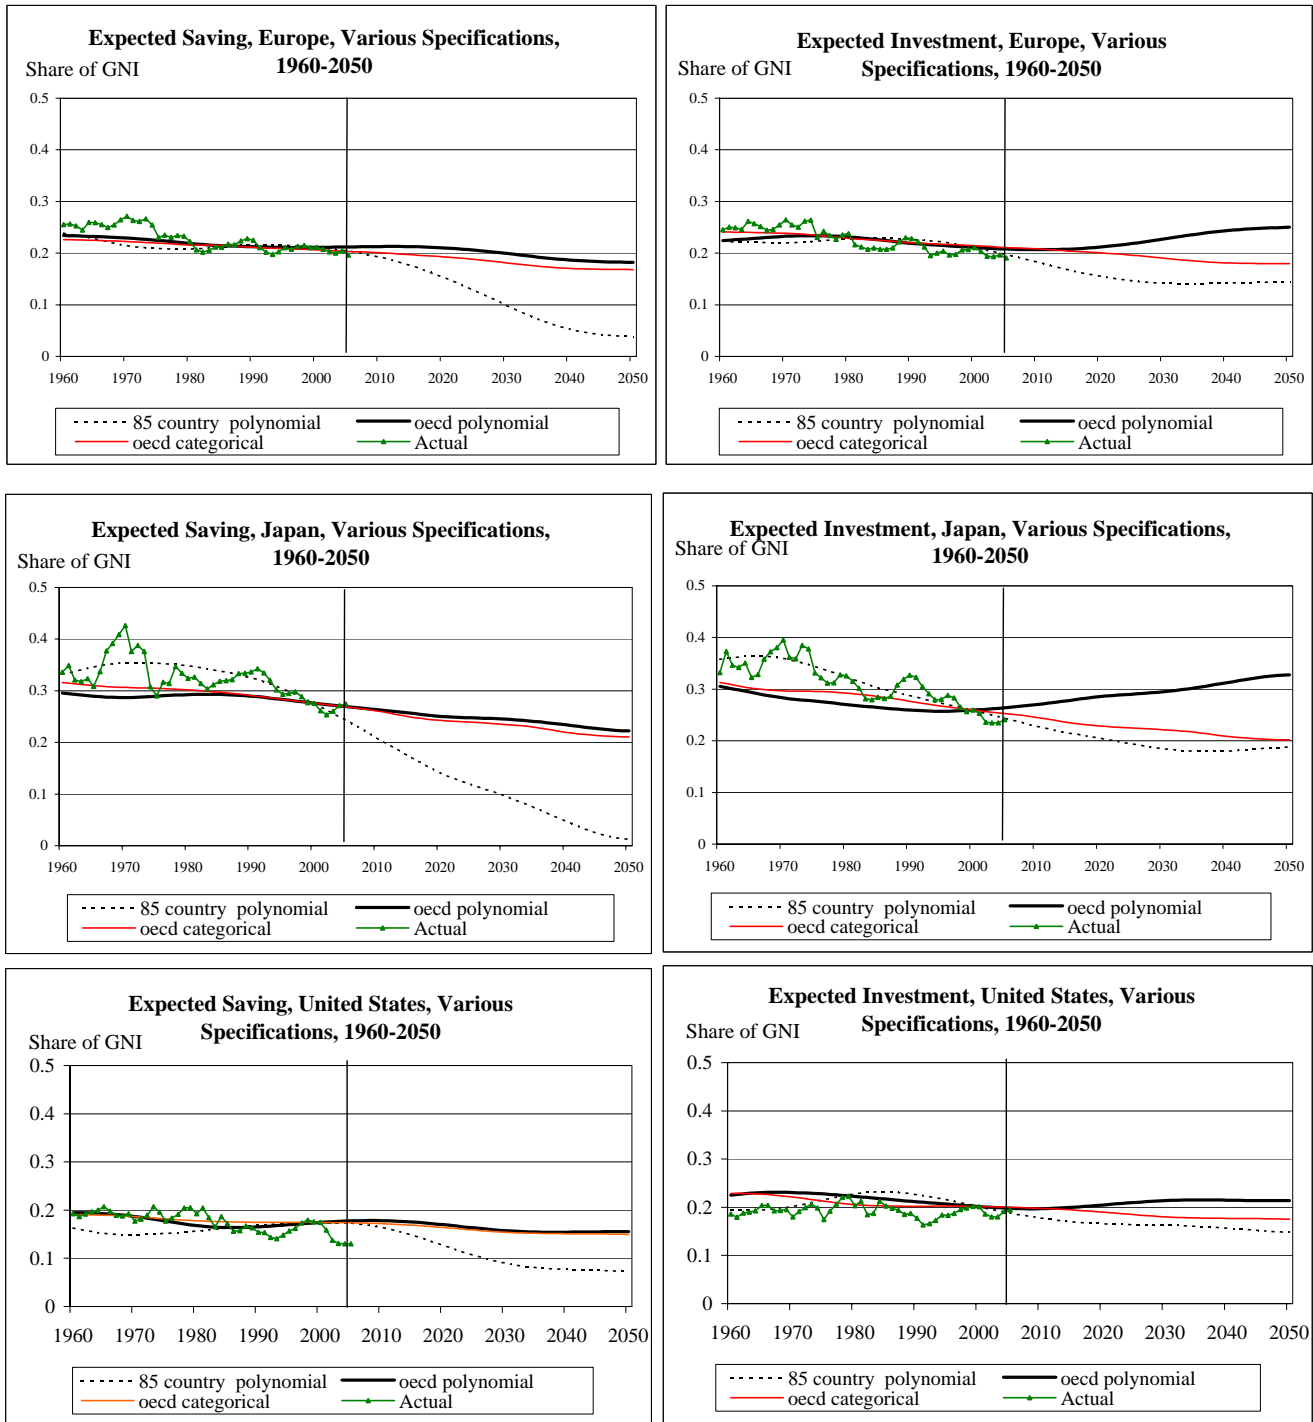 Expected Saving, Europe, Various Specifications,
1960-2050
Share of GNI
0.5
0.4
0.3
0.2
0.1
0
1960 1970 1980 1990 2000 2010 2020 2030 2040 2050
85 country polynomial oecd polynomial
oecd categorical Actual
Expected Investment, Europe, Various
Specifications, 1960-2050
Share of GNI
0.5
0.4
0.3
0.2
0.1
0
1960 1970 1980 1990 2000 2010 2020 2030 2040 2050
85 country polynomial oecd polynomial
oecd categorical Actual
Expected Saving, Japan, Various Specifications,
1960-2050
Share of GNI
0.5
0.4
0.3
0.2
0.1
0
1960 1970 1980 1990 2000 2010 2020 2030 2040 2050
85 country polynomial oecd polynomial
oecd categorical Actual
Expected Investment, Japan, Various Specifications,
1960-2050
Share of GNI
0.5
0.4
0.3
0.2
0.1
0
1960 1970 1980 1990 2000 2010 2020 2030 2040 2050
85 country polynomial oecd polynomial
oecd categorical Actual
Expected Saving, United States, Various
Specifications, 1960-2050
Share of GNI
0.5
0.4
0.3
0.2
0.1
0
1960 1970 1980 1990 2000 2010 2020 2030 2040 2050
85 country polynomial oecd polynomial
oecd categorical Actual
Expected Investment, United States, Various
Specifications, 1960-2050
Share of GNI
0.5
0.4
0.3
0.2
0.1
0
1960 1970 1980 1990 2000 2010 2020 2030 2040 2050
85 country polynomial oecd polynomial
oecd categorical Actual